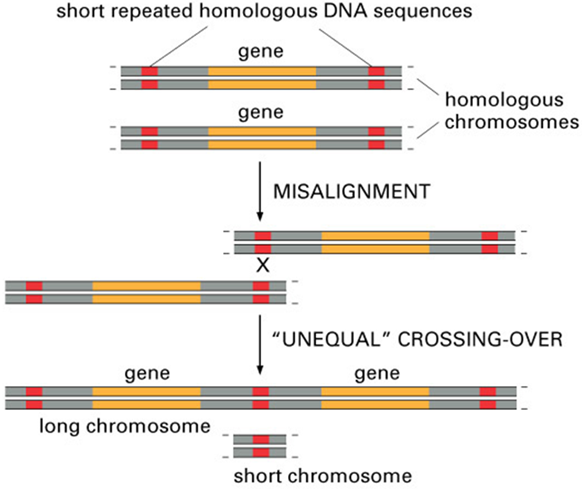 short repeated homologous DNA sequences
gene
gene
homologous
chromosomes
MISALIGNMENT
X
“UNEQUAL” CROSSING-OVER
gene
gene
long chromosome
short chromosome